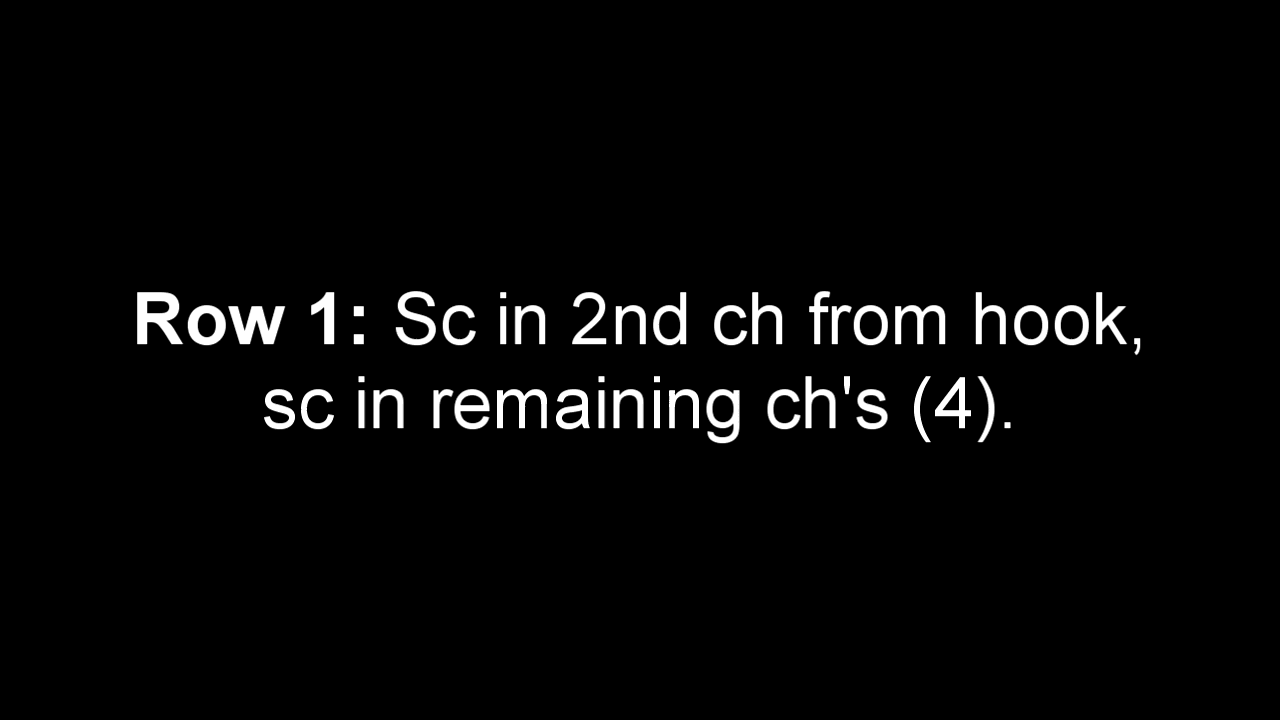 Row 1: Sc in 2nd ch from hook,
sc in remaining ch's (4).